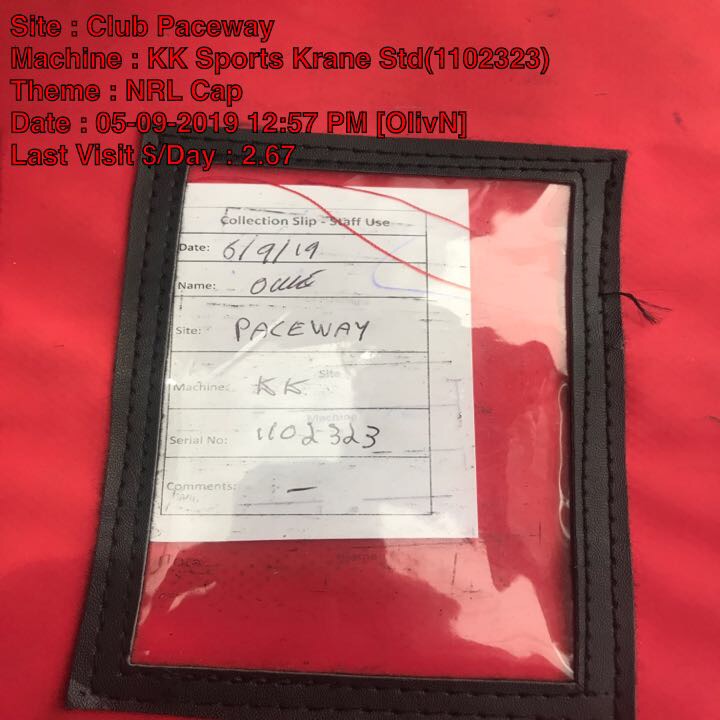 Site : Club Paceway
Machine : KK Sports Krane Std(1102323)
Theme : NRL Cap
Date : 05-09-2019 12:57 PM [OlivN]
Last Visit $/Day : 2.67
Collection Slip - Staff Use
Date: 6/9/19
Name:
Site: PACEWAY
Site
Machine: KK
Machine
Serial No: 1102323
Comments: -